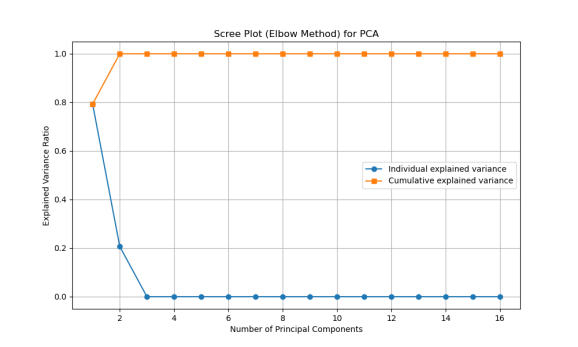 Scree Plot (Elbow Method) for PCA
1.0
0.8
0.6
0.4
0.2
0.0
Explained Variance Ratio
Individual explained variance
Cumulative explained variance
2 4 6 8 10 12 14 16
Number of Principal Components